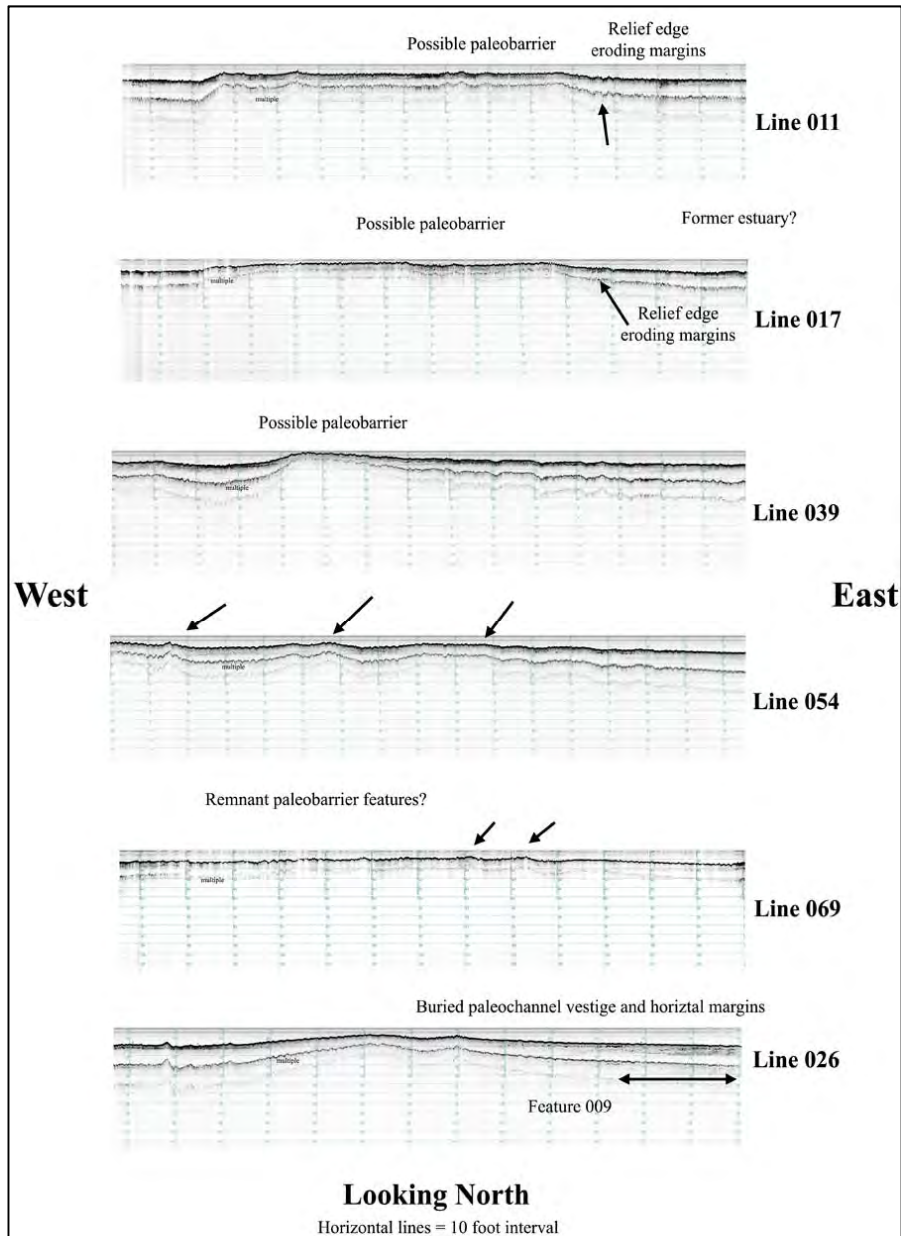 Possible paleobarrier
Relief edge
eroding margins
multiple
Line 011
Possible paleobarrier
Former estuary?
multiple
Relief edge
eroding margins
Line 017
Possible paleobarrier
multiple
Line 039
West
East
multiple
Line 054
Remnant paleobarrier features?
multiple
Line 069
Buried paleochannel vestige and horiztal margins
multiple
Line 026
Feature 009
Looking North
Horizontal lines = 10 foot interval